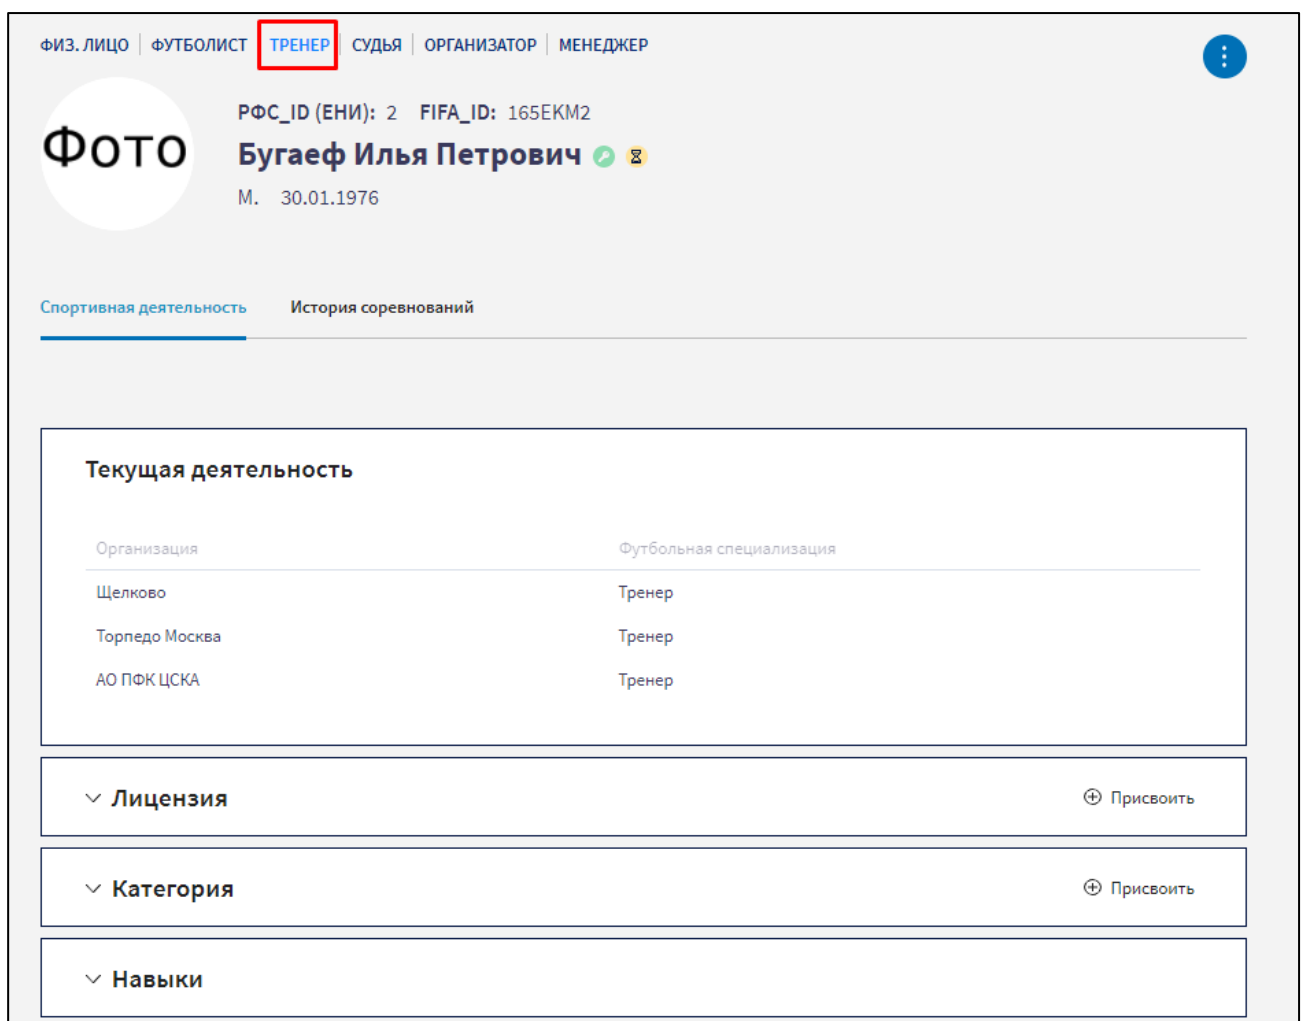 ФИЗ. ЛИЦО ФУТБОЛИСТ ТРЕНЕР СУДЬЯ ОРГАНИЗАТОР МЕНЕДЖЕР
Фото
РФС_ID (ЕНИ): 2 FIFA_ID: 165EKM2
Бугаеф Илья Петрович
М. 30.01.1976
Спортивная деятельность История соревнований
Текущая деятельность
Организация Футбольная специализация
Щелково Тренер
Торпедо Москва Тренер
АО ПФК ЦСКА Тренер
Лицензия Присвоить
Категория Присвоить
Навыки